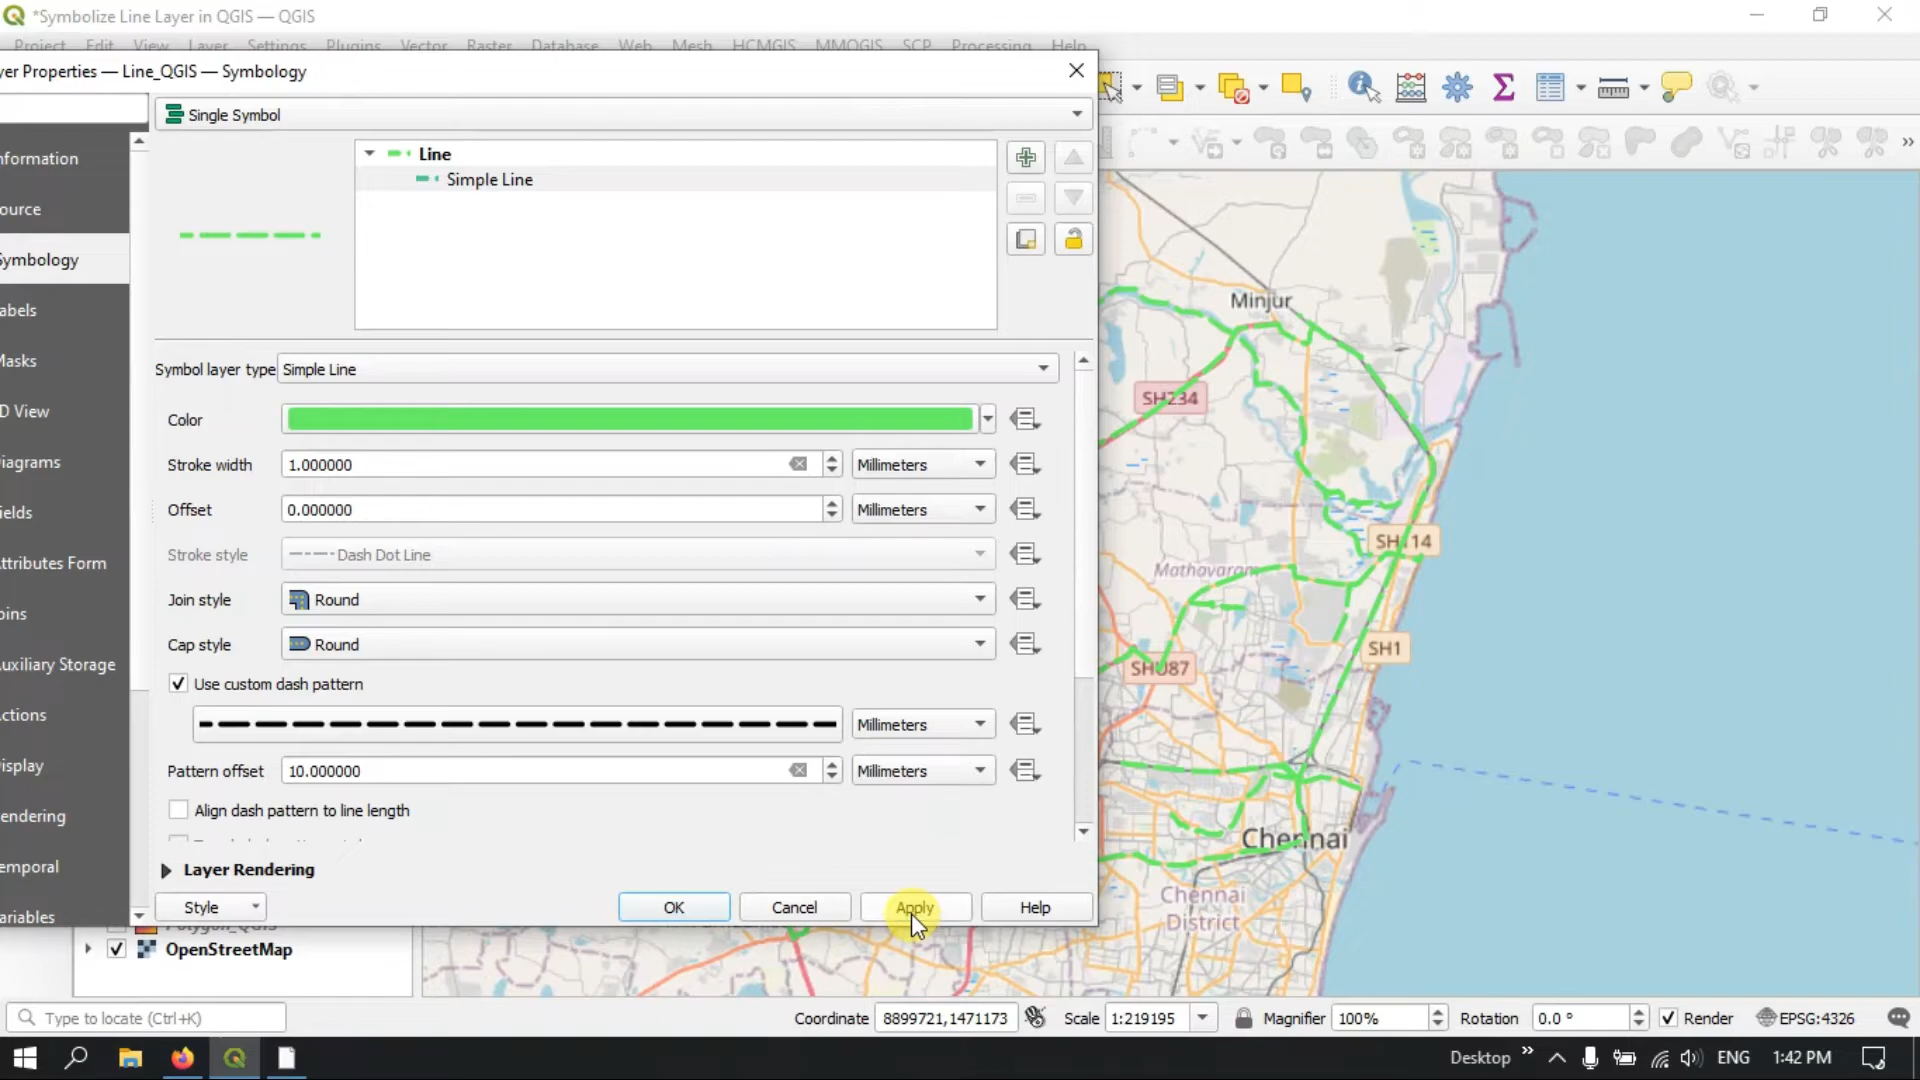 *Symbolize Line Layer in QGIS — QGIS
Project Edit View Layer Settings Plugins Vector Raster Database Web Mesh HCMGIS MMQGIS SCP Processing Help
yer Properties — Line_QGIS — Symbology
Single Symbol
nformation
ource
Symbology
abels
Masks
D View
iagrams
ields
ttributes Form
oins
uxiliary Storage
ctions
isplay
endering
emporal
ariables
Line
Simple Line
Symbol layer type Simple Line
Color
Stroke width 1.000000 Millimeters
Offset 0.000000 Millimeters
Stroke style Dash Dot Line
Join style Round
Cap style Round
Use custom dash pattern
Millimeters
Pattern offset 10.000000 Millimeters
Align dash pattern to line length
Layer Rendering
Style OK Cancel Apply Help
Polygon_QGIS
OpenStreetMap
Minjur
SH234
SH114
Mathavaram
SH1
SHU87
Chennai
Chennai
District
Type to locate (Ctrl+K) Coordinate 8899721,1471173 Scale 1:219195 Magnifier 100% Rotation 0.0 ° Render EPSG:4326
Desktop » ENG 1:42 PM